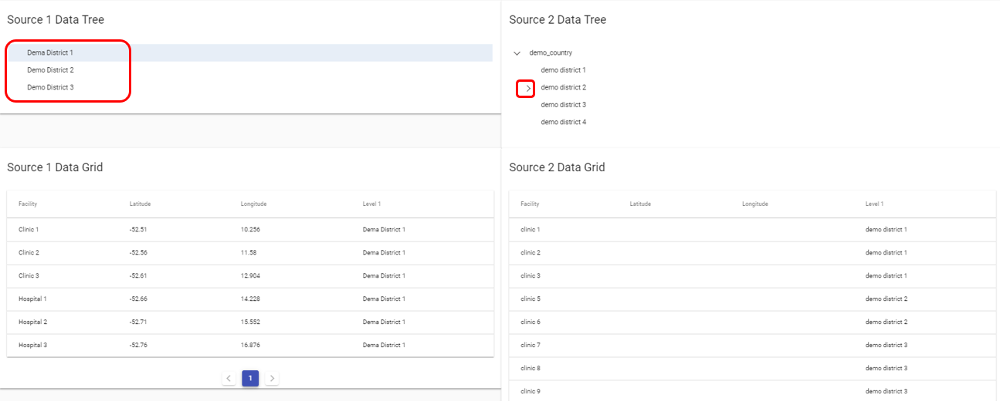 Source 1 Data Tree
Dema District 1
Demo District 2
Demo District 3
Source 2 Data Tree
demo_country
demo district 1
demo district 2
demo district 3
demo district 4
Source 1 Data Grid
Facility Latitude Longitude Level 1
Clinic 1 -52.51 10.256 Dema District 1
Clinic 2 -52.56 11.58 Dema District 1
Clinic 3 -52.61 12.904 Dema District 1
Hospital 1 -52.66 14.228 Dema District 1
Hospital 2 -52.71 15.552 Dema District 1
Hospital 3 -52.76 16.876 Dema District 1
1
Source 2 Data Grid
Facility Latitude Longitude Level 1
clinic 1 demo district 1
clinic 2 demo district 1
clinic 3 demo district 1
clinic 5 demo district 2
clinic 6 demo district 2
clinic 7 demo district 3
clinic 8 demo district 3
clinic 9 demo district 3